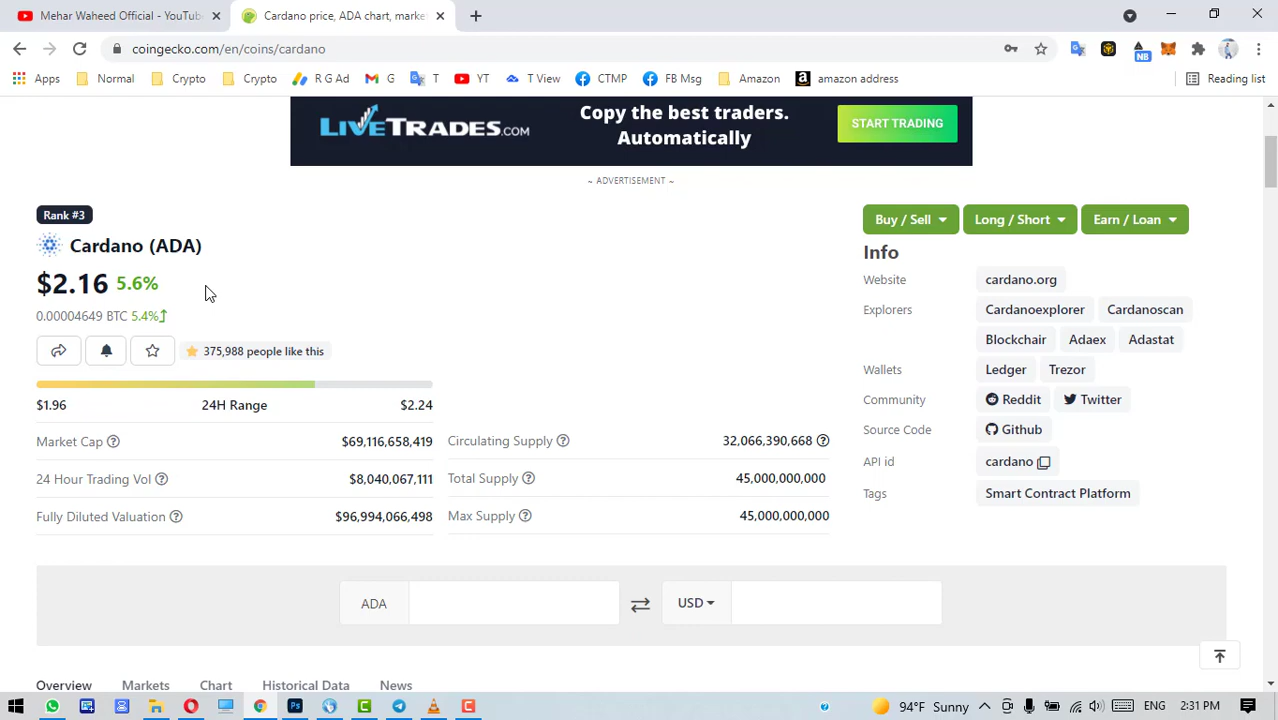 Mehar Waheed Official - YouTube
Cardano price, ADA chart, marke
coingecko.com/en/coins/cardano
NB
Apps Normal Crypto Crypto R G Ad G T YT T View CTMP FB Msg Amazon amazon address Reading list
LIVETRADES.COM
Copy the best traders.
Automatically
START TRADING
~ ADVERTISEMENT ~
Rank #3
Cardano (ADA)
$2.16 5.6%
0.00004649 BTC 5.4%
375,988 people like this
$1.96 24H Range $2.24
Market Cap $69,116,658,419
24 Hour Trading Vol $8,040,067,111
Fully Diluted Valuation $96,994,066,498
Circulating Supply 32,066,390,668
Total Supply 45,000,000,000
Max Supply 45,000,000,000
Buy / Sell Long / Short Earn / Loan
Info
Website cardano.org
Explorers Cardanoexplorer Cardanoscan
Blockchair Adaex Adastat
Wallets Ledger Trezor
Community Reddit Twitter
Source Code Github
API id cardano
Tags Smart Contract Platform
ADA USD
Overview Markets Chart Historical Data News
94°F Sunny ENG 2:31 PM